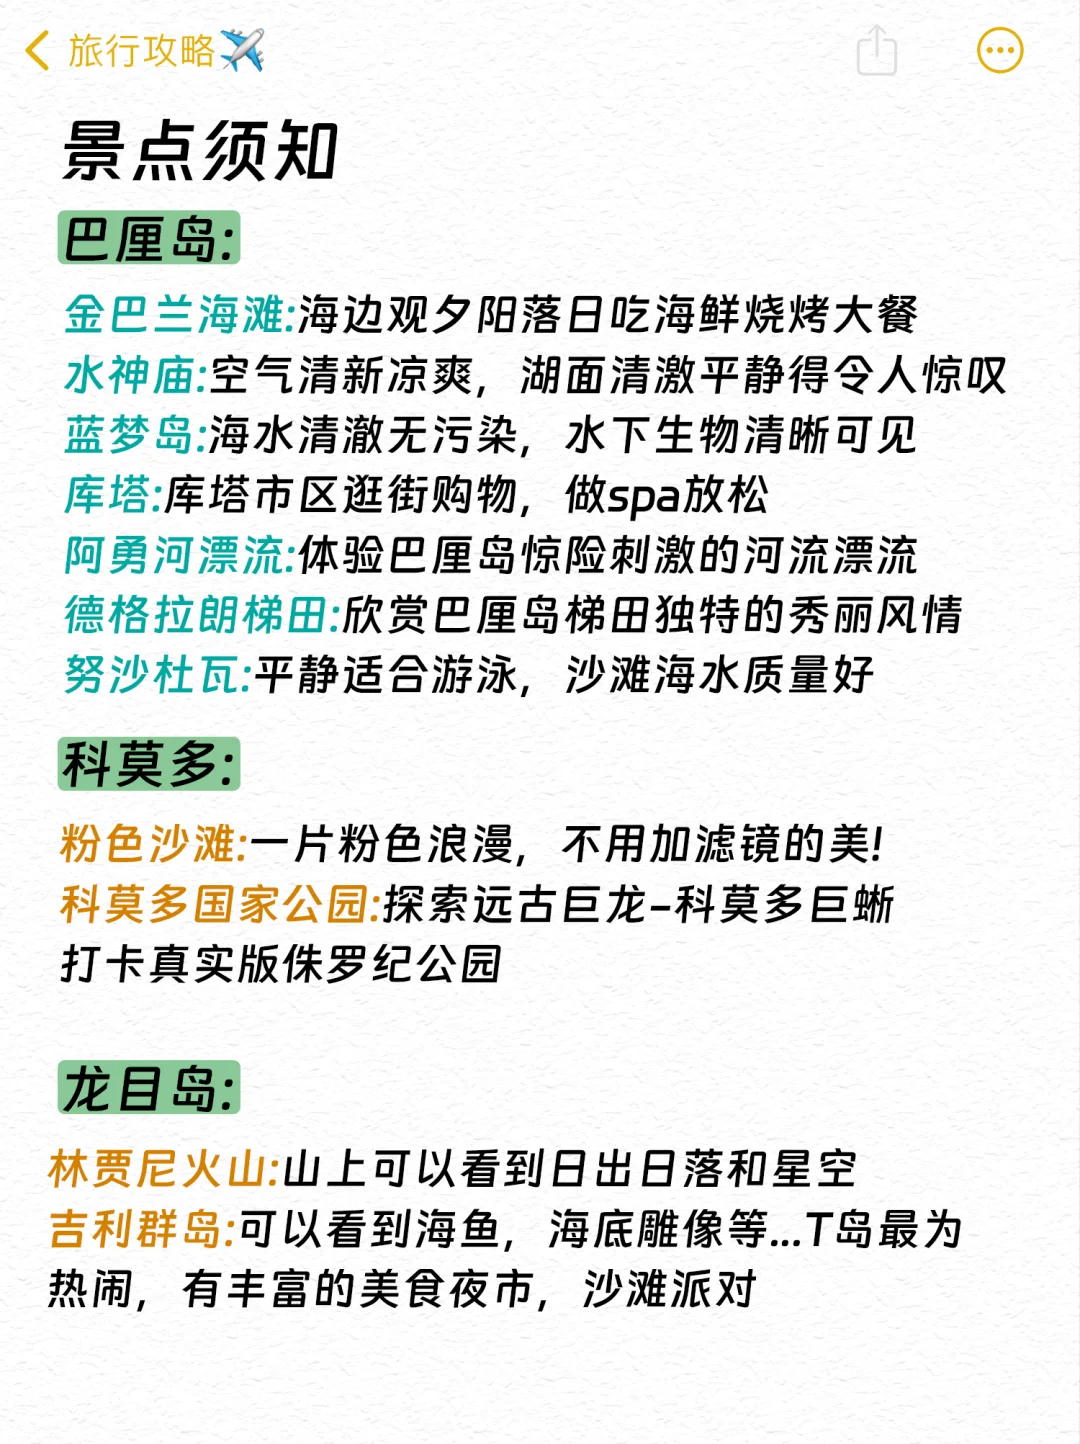 旅行攻略✈️
景点须知
巴厘岛:
金巴兰海滩:海边观夕阳落日吃海鲜烧烤大餐
水神庙:空气清新凉爽，湖面清激平静得令人惊叹
蓝梦岛:海水清澈无污染，水下生物清晰可见
库塔:库塔市区逛街购物，做spa放松
阿勇河漂流:体验巴厘岛惊险刺激的河流漂流
德格拉朗梯田:欣赏巴厘岛梯田独特的秀丽风情
努沙杜瓦:平静适合游泳，沙滩海水质量好
科莫多:
粉色沙滩:一片粉色浪漫，不用加滤镜的美!
科莫多国家公园:探索远古巨龙-科莫多巨蜥
打卡真实版侏罗纪公园
龙目岛:
林贾尼火山:山上可以看到日出日落和星空
吉利群岛:可以看到海鱼，海底雕像等...T岛最为
热闹，有丰富的美食夜市，沙滩派对